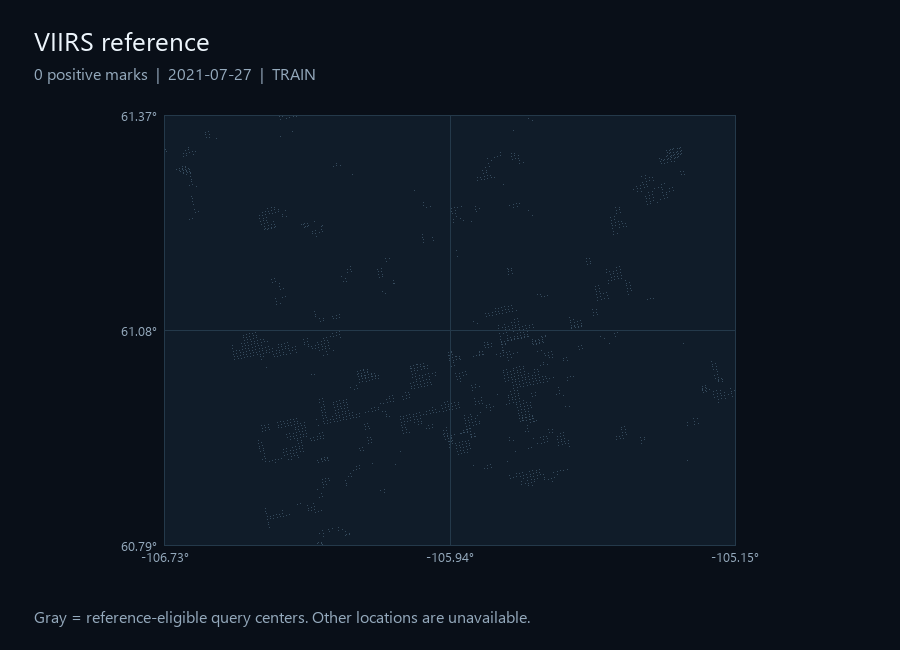 VIIRS reference
0 positive marks | 2021-07-27 | TRAIN
61.37°
61.08°
60.79°
-106.73° -105.94° -105.15°
Gray = reference-eligible query centers. Other locations are unavailable.